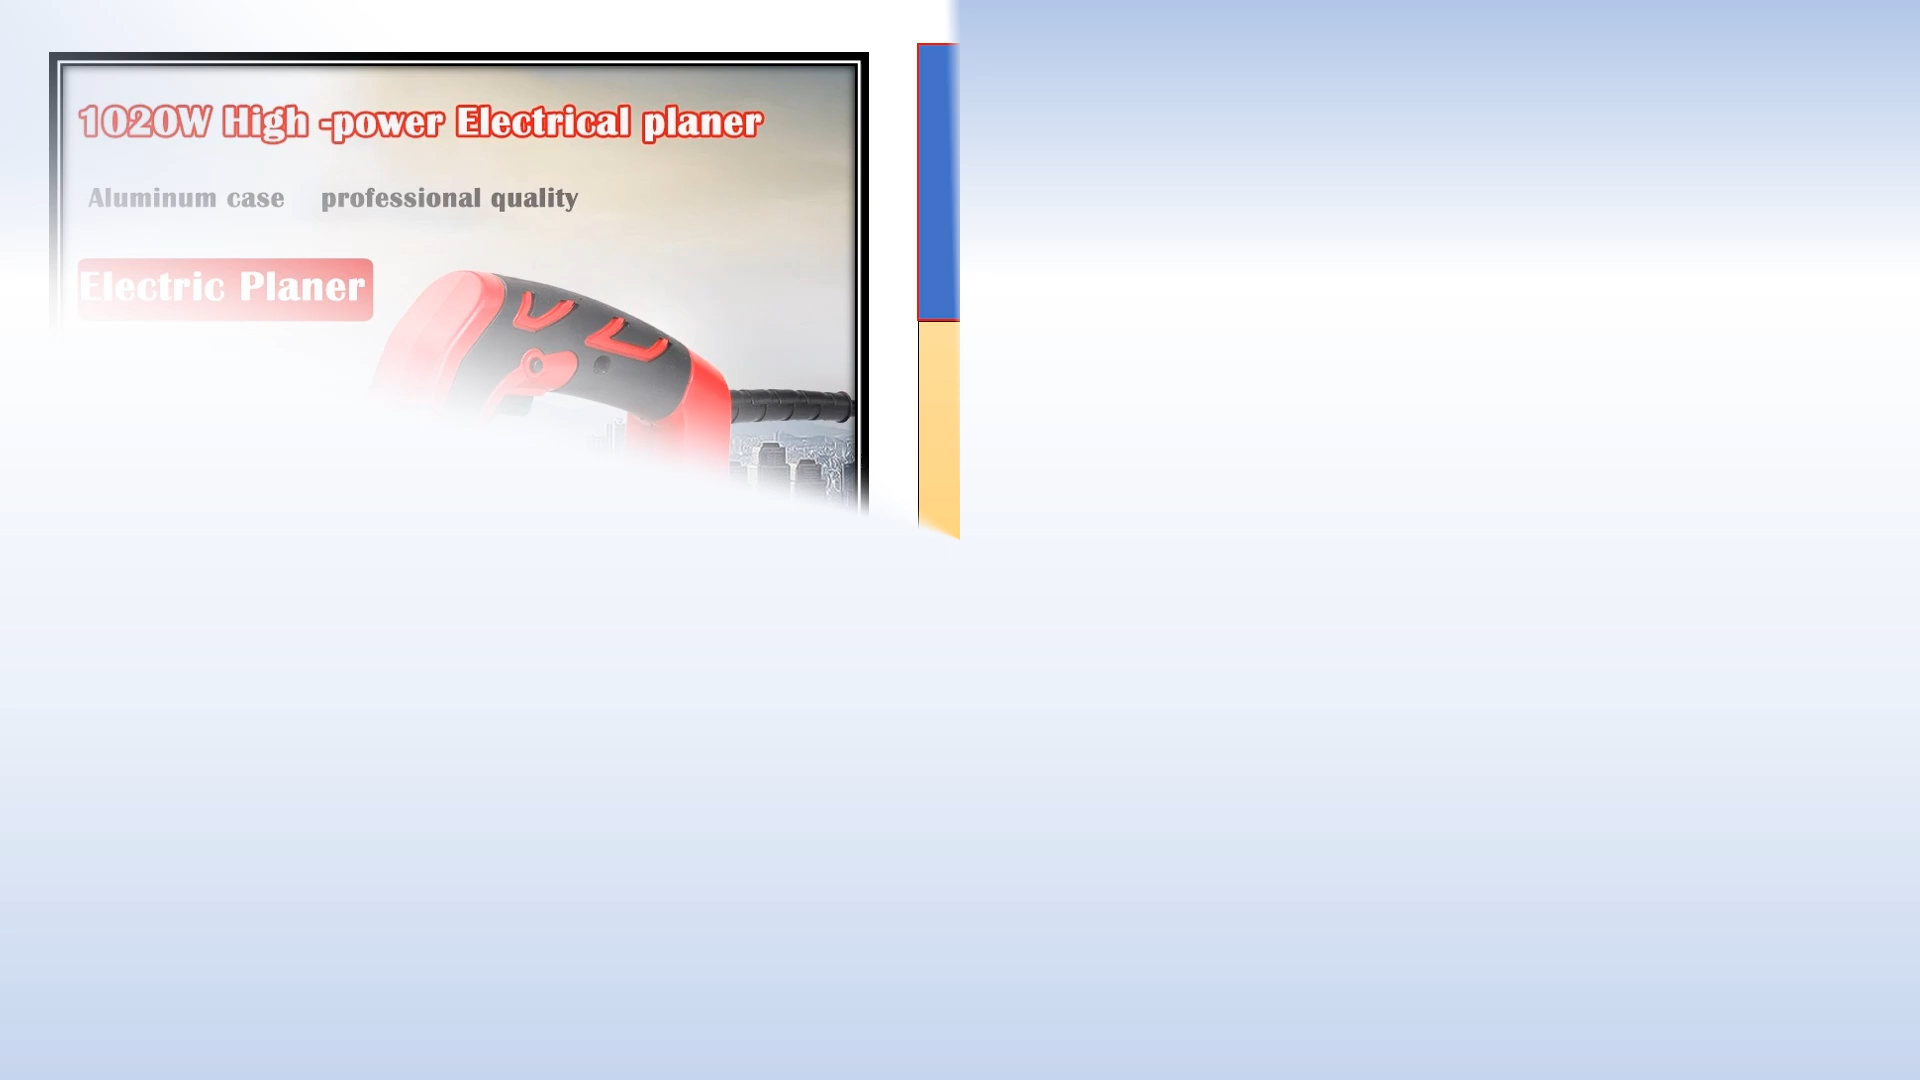 1020W High -power Electrical planer
Aluminum case professional quality
Electric Planer